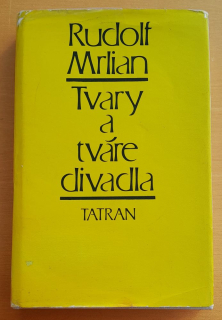 Rudolf
Mrlian
Tvary
a
tváre
divadla
TATRAN